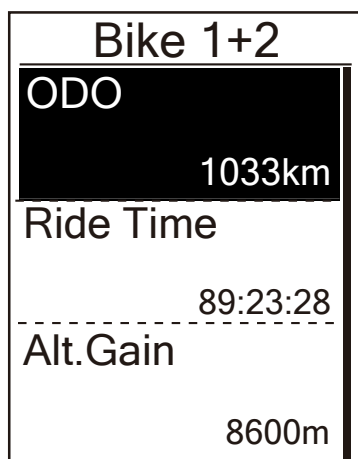 Bike 1+2
ODO
1033km
Ride Time
89:23:28
Alt.Gain
8600m